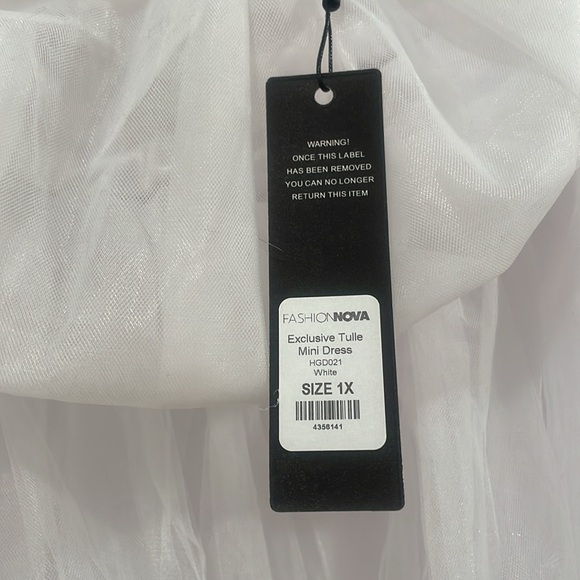 WARNING!
ONCE THIS LABEL
HAS BEEN REMOVED
YOU CAN NO LONGER
RETURN THIS ITEM
FASHIONNOVA
Exclusive Tulle
Mini Dress
HGD021
White
SIZE 1X
4358141